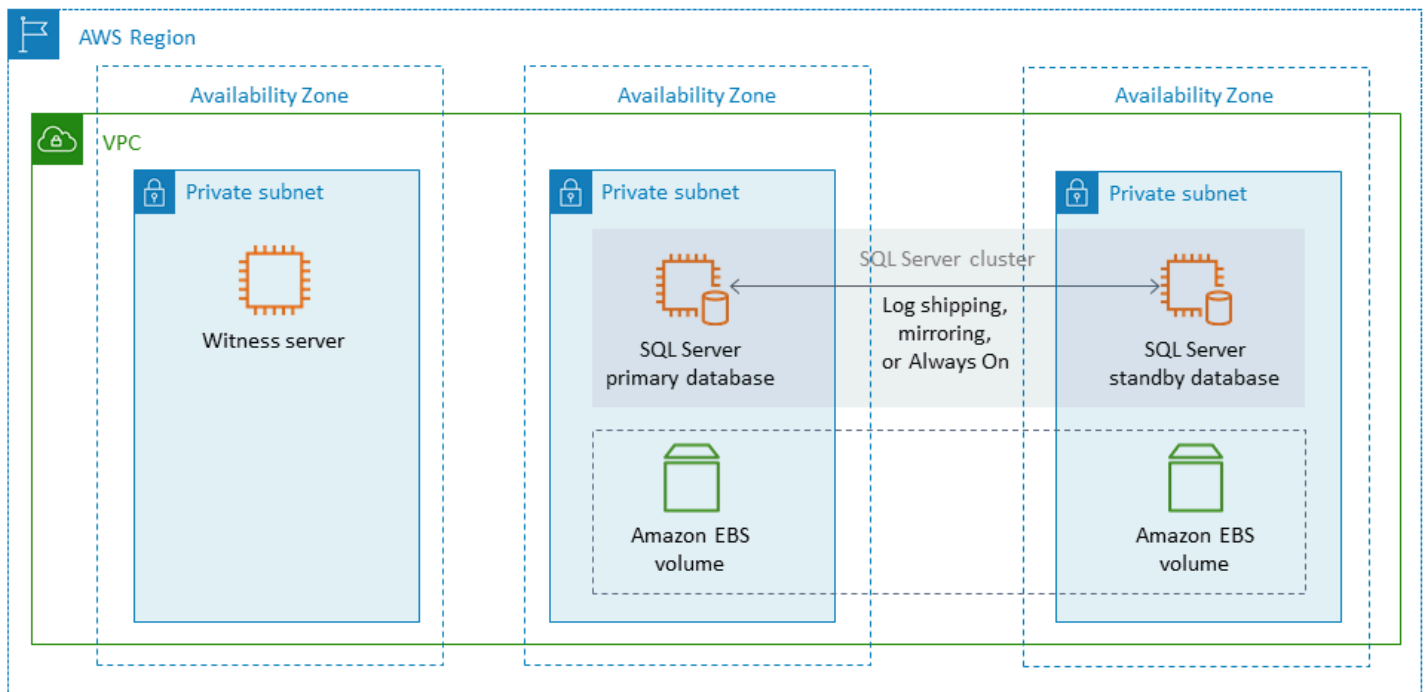 AWS Region
Availability Zone
Availability Zone
Availability Zone
VPC
Private subnet
Private subnet
Private subnet
Witness server
SQL Server cluster
Log shipping,
mirroring,
or Always On
SQL Server
primary database
SQL Server
standby database
Amazon EBS
volume
Amazon EBS
volume